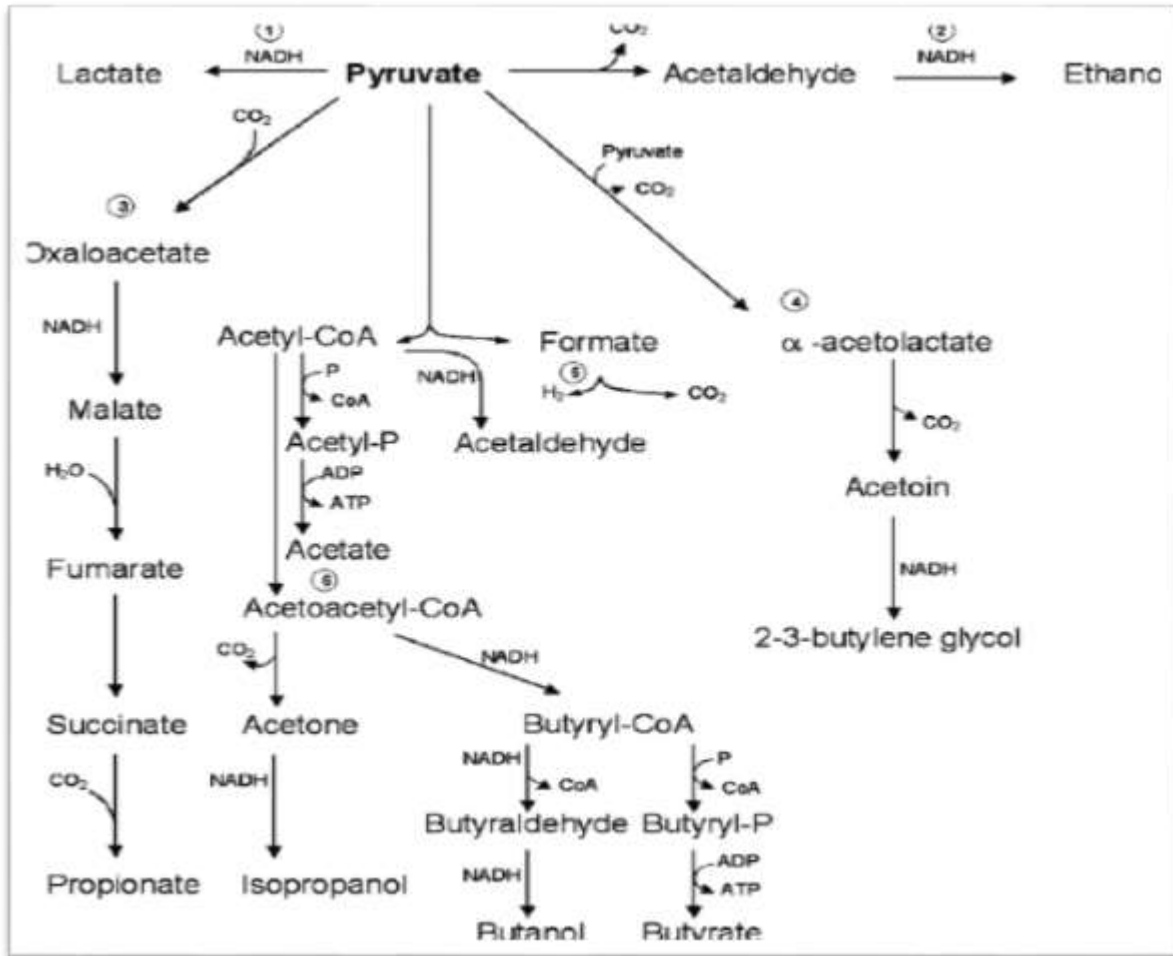 ① CO₂ ②
NADH NADH
Lactate Pyruvate Acetaldehyde Ethano
CO₂
Pyruvate
CO₂
③
Oxaloacetate
④
NADH Acetyl-CoA Formate α -acetolactate
P NADH ⑤
CoA H₂ CO₂
Malate CO₂
Acetyl-P Acetaldehyde
H₂O ADP
ATP Acetoin
Acetate
Fumarate NADH
⑥
Acetoacetyl-CoA
CO₂ NADH 2-3-butylene glycol
Succinate Acetone Butyryl-CoA
CO₂ NADH NADH P
CoA CoA
Butyraldehyde Butyryl-P
NADH ADP
Propionate Isopropanol ATP
Butanol Butyrate